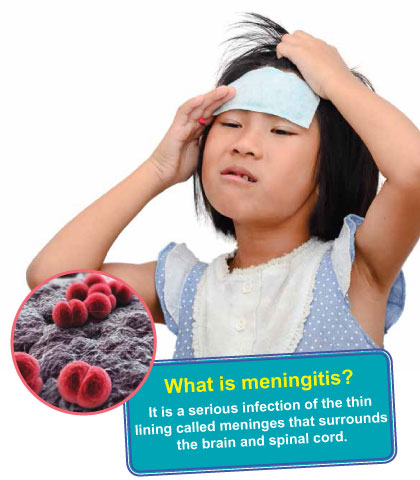 What is meningitis?
It is a serious infection of the thin
lining called meninges that surrounds
the brain and spinal cord.